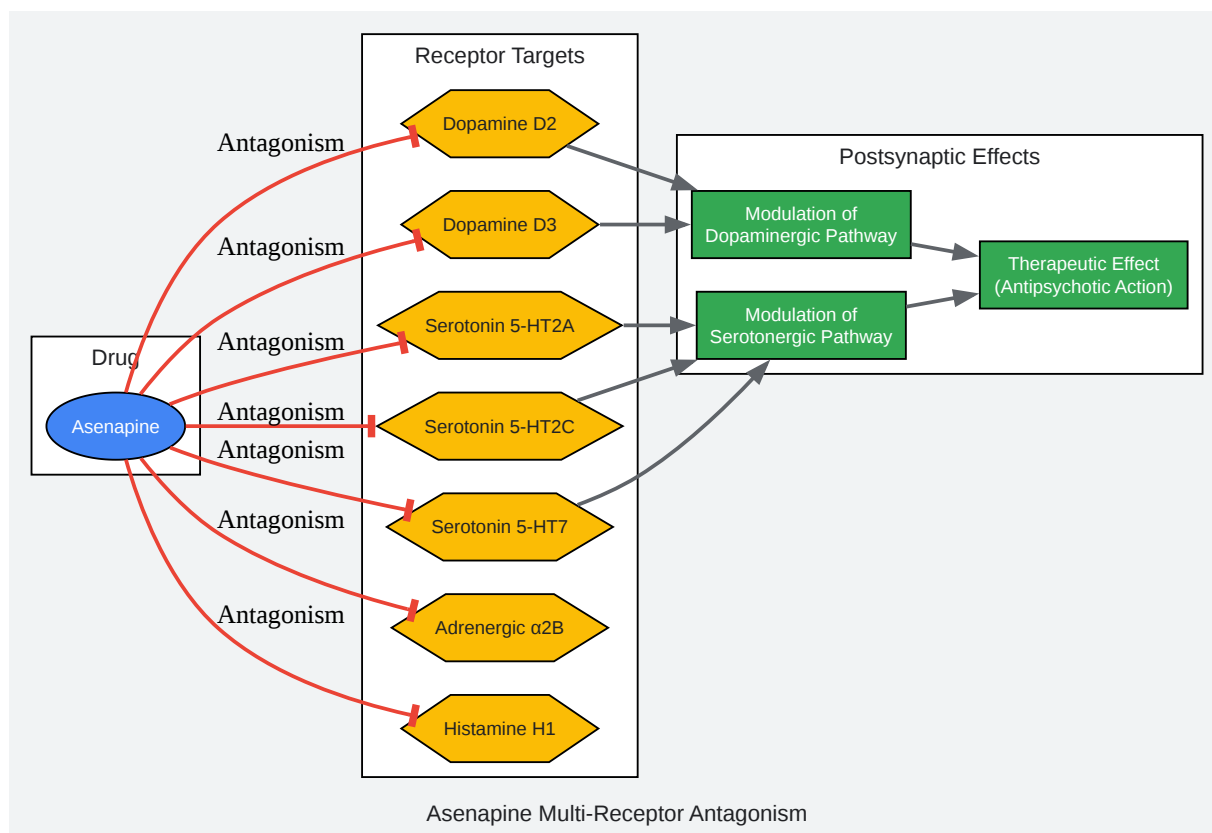 Receptor Targets
Dopamine D2
Antagonism
Postsynaptic Effects
Modulation of
Dopaminergic Pathway
Dopamine D3
Antagonism
Therapeutic Effect
(Antipsychotic Action)
Serotonin 5-HT2A
Antagonism
Modulation of
Serotonergic Pathway
Drug
Asenapine
Antagonism
Serotonin 5-HT2C
Antagonism
Serotonin 5-HT7
Antagonism
Adrenergic α2B
Antagonism
Histamine H1
Asenapine Multi-Receptor Antagonism